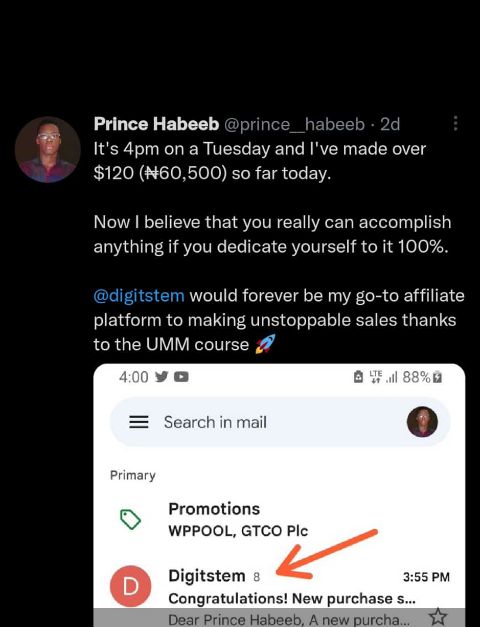 Prince Habeeb @prince__habeeb · 2d
It's 4pm on a Tuesday and I've made over
$120 (₦60,500) so far today.
Now I believe that you really can accomplish
anything if you dedicate yourself to it 100%.
@digitstem would forever be my go-to affiliate
platform to making unstoppable sales thanks
to the UMM course 🚀
4:00 LTE 88%
Search in mail
Primary
Promotions
WPPOOL, GTCO Plc
D
Digitstem 8 3:55 PM
Congratulations! New purchase s...
Dear Prince Habeeb, A new purcha...